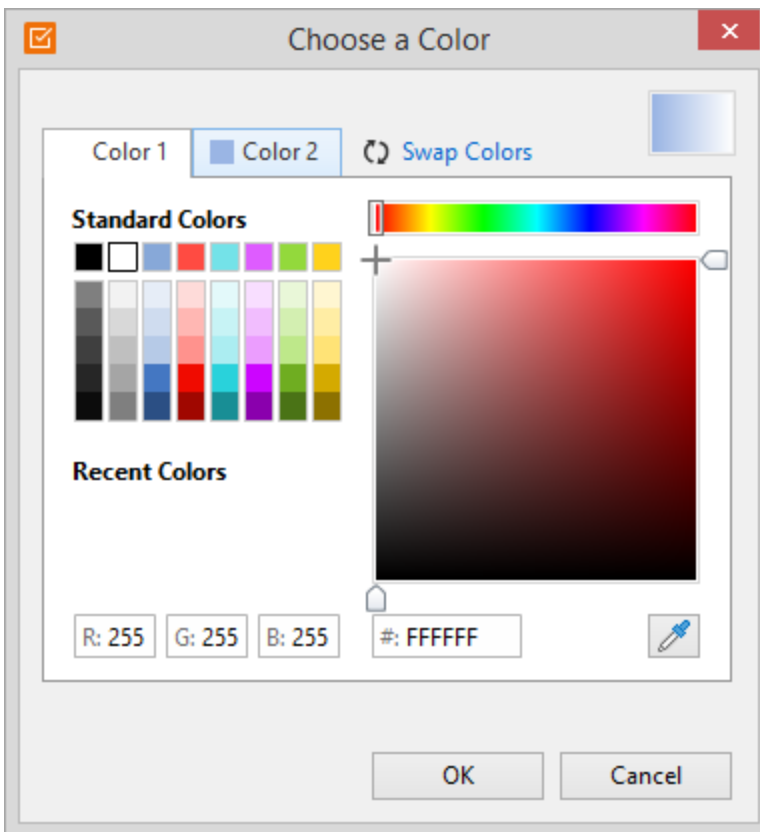 Choose a Color
Color 1 Color 2 Swap Colors
Standard Colors
Recent Colors
R: 255 G: 255 B: 255 #: FFFFFF
OK Cancel